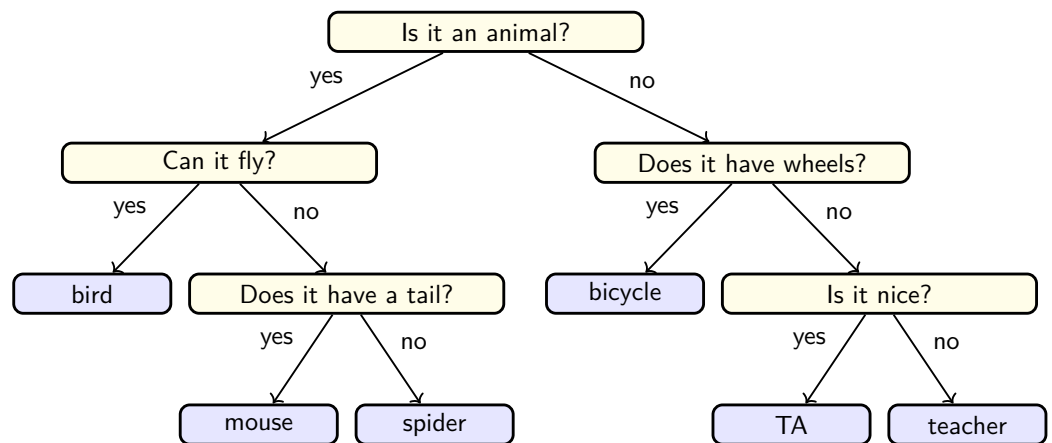 Is it an animal?
yes
no
Can it fly?
Does it have wheels?
yes
no
yes
no
bird
Does it have a tail?
bicycle
Is it nice?
yes
no
yes
no
mouse
spider
TA
teacher